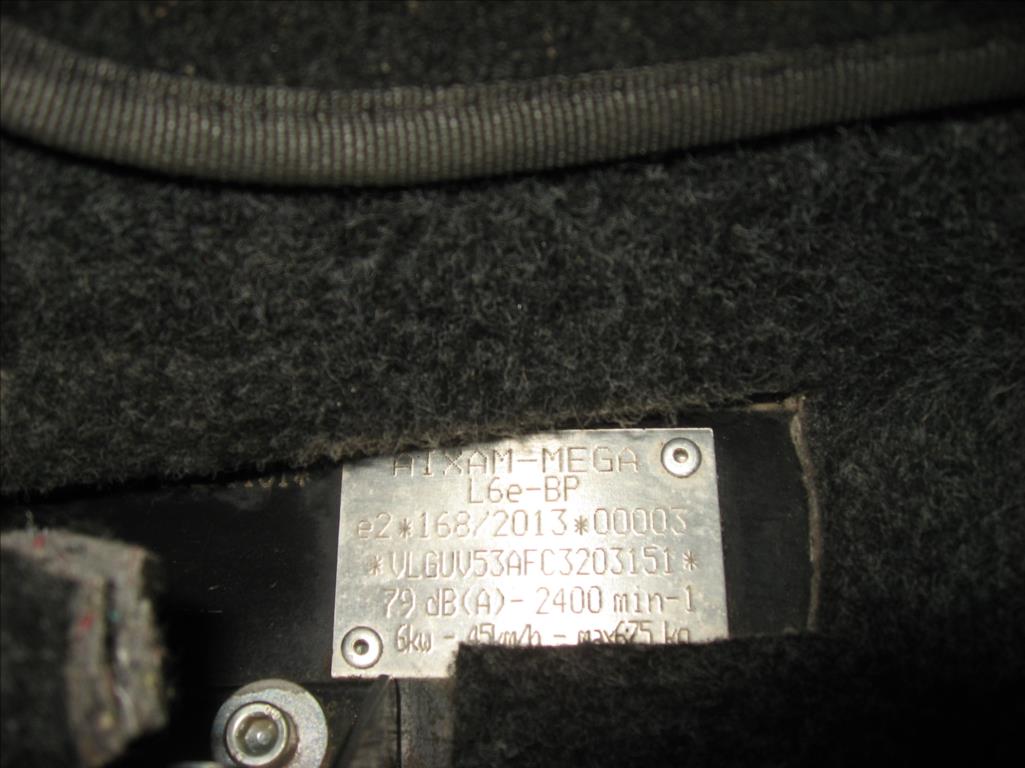 AIXAM-MEGA
L6e-BP
e2*168/2013*00003
*VLGUV53AFC3203151*
79 dB(A)- 2400 min-1
6kw - 45km/h - max675 kg